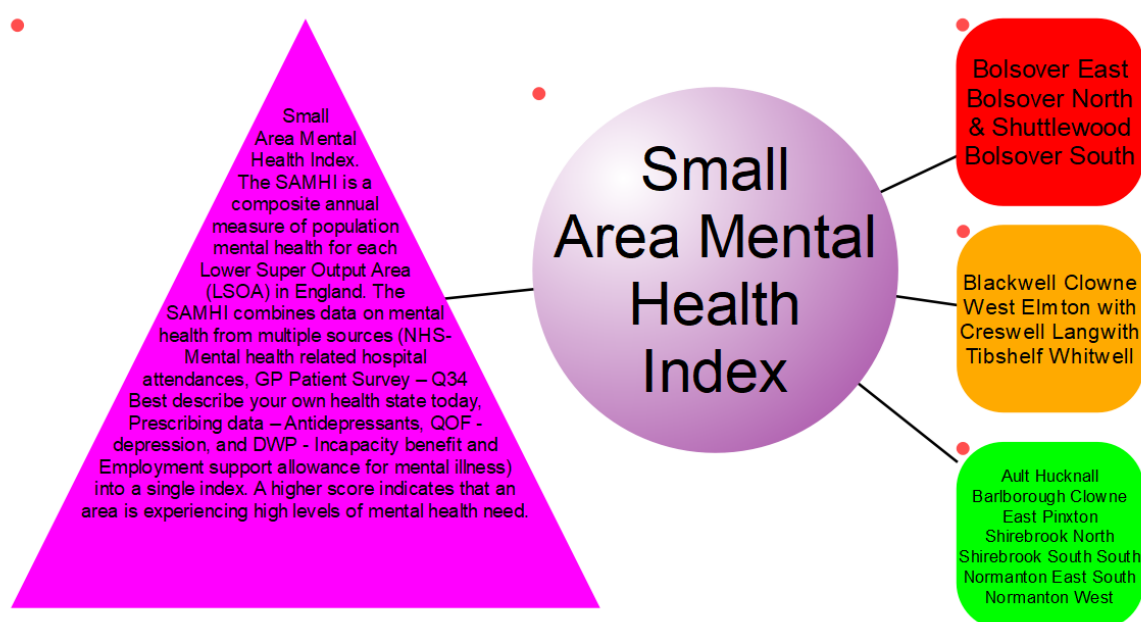 Small
Area Mental
Health Index.
The SAMHI is a
composite annual
measure of population
mental health for each
Lower Super Output Area
(LSOA) in England. The
SAMHI combines data on mental
health from multiple sources (NHS-
Mental health related hospital
attendances, GP Patient Survey – Q34
Best describe your own health state today,
Prescribing data – Antidepressants, QOF -
depression, and DWP - Incapacity benefit and
Employment support allowance for mental illness)
into a single index. A higher score indicates that an
area is experiencing high levels of mental health need.
Small
Area Mental
Health
Index
Bolsover East
Bolsover North
& Shuttlewood
Bolsover South
Blackwell Clowne
West Elmton with
Creswell Langwith
Tibshelf Whitwell
Ault Hucknall
Barlborough Clowne
East Pinxton
Shirebrook North
Shirebrook South South
Normanton East South
Normanton West